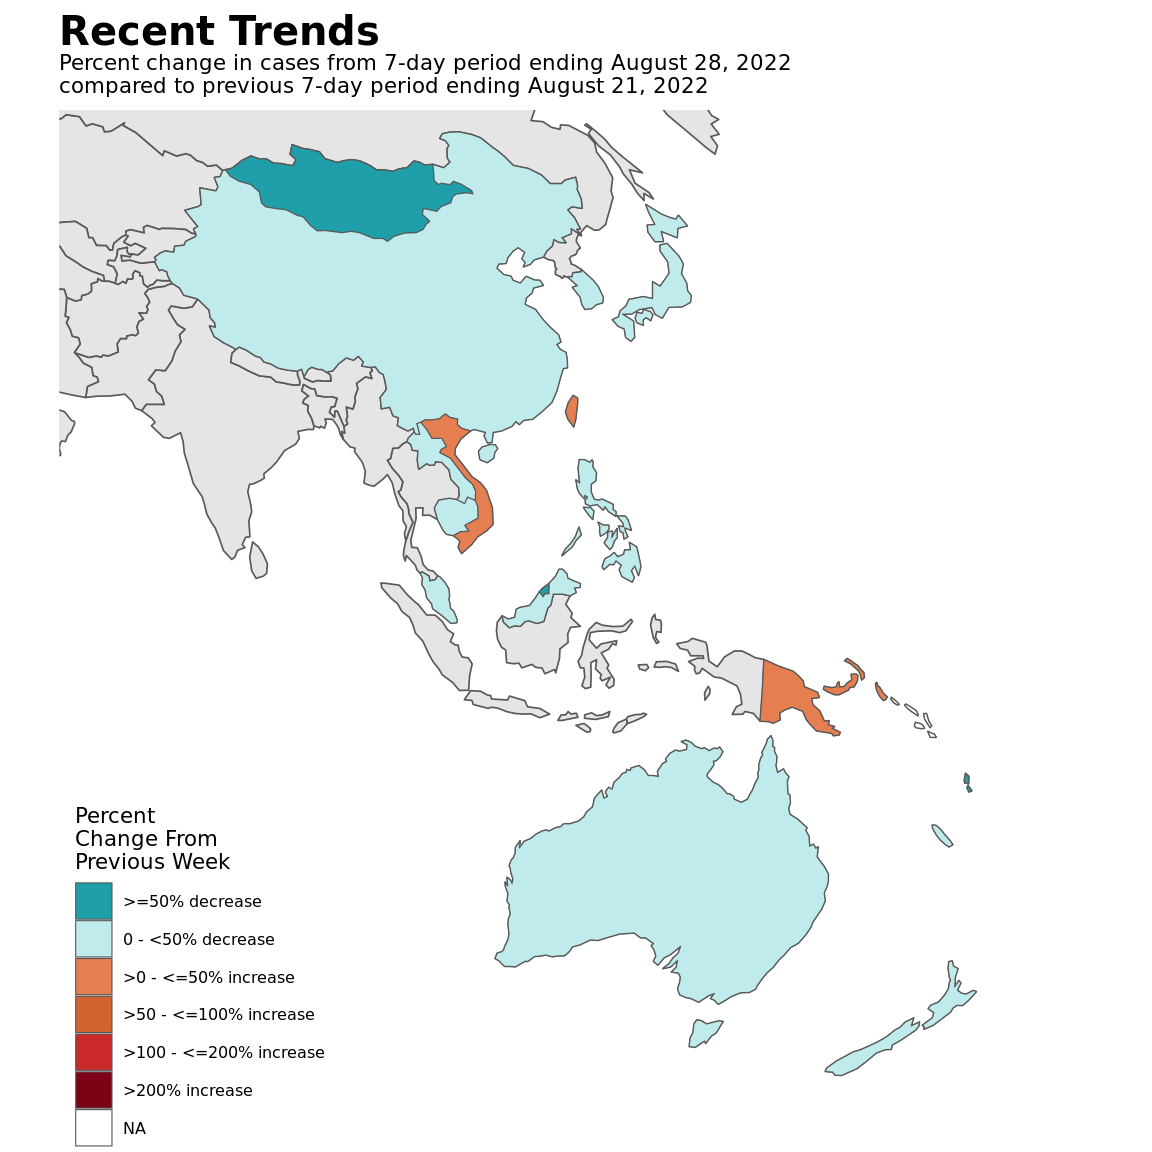 Recent Trends
Percent change in cases from 7-day period ending August 28, 2022
compared to previous 7-day period ending August 21, 2022
Percent
Change From
Previous Week
>=50% decrease
0 - <50% decrease
>0 - <=50% increase
>50 - <=100% increase
>100 - <=200% increase
>200% increase
NA